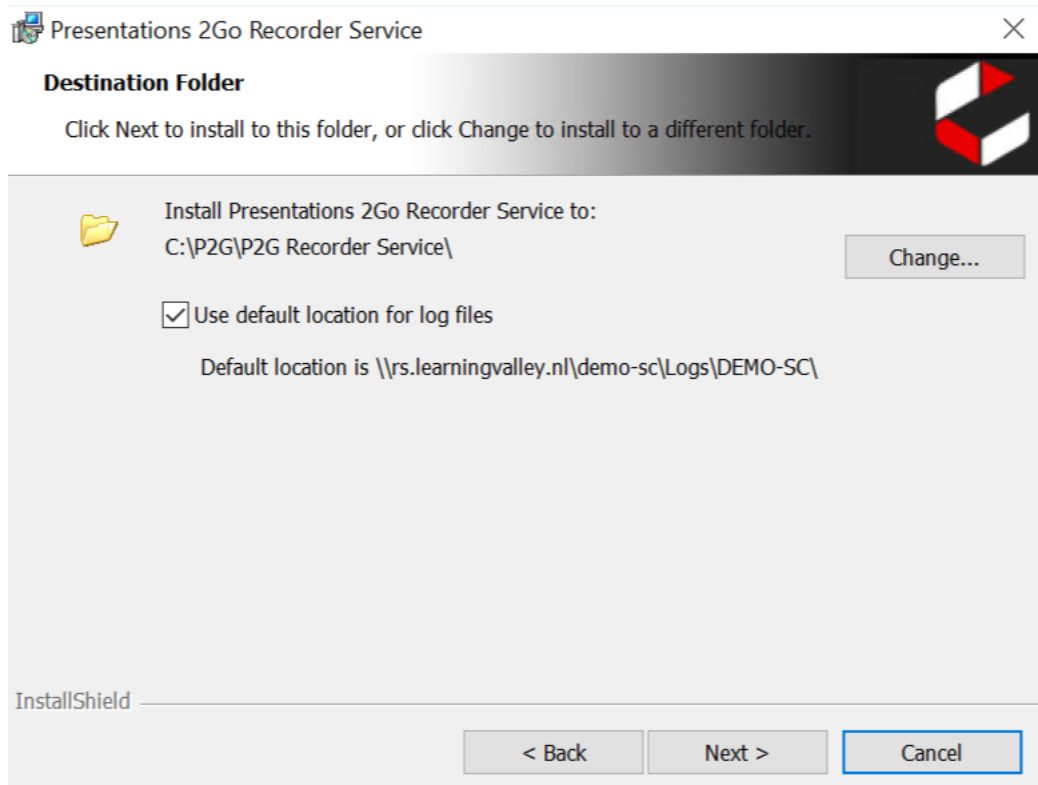 Presentations 2Go Recorder Service
Destination Folder
Click Next to install to this folder, or click Change to install to a different folder.
Install Presentations 2Go Recorder Service to:
C:\P2G\P2G Recorder Service\
Change...
Use default location for log files
Default location is \\rs.learningvalley.nl\demo-sc\Logs\DEMO-SC\
InstallShield
< Back
Next >
Cancel